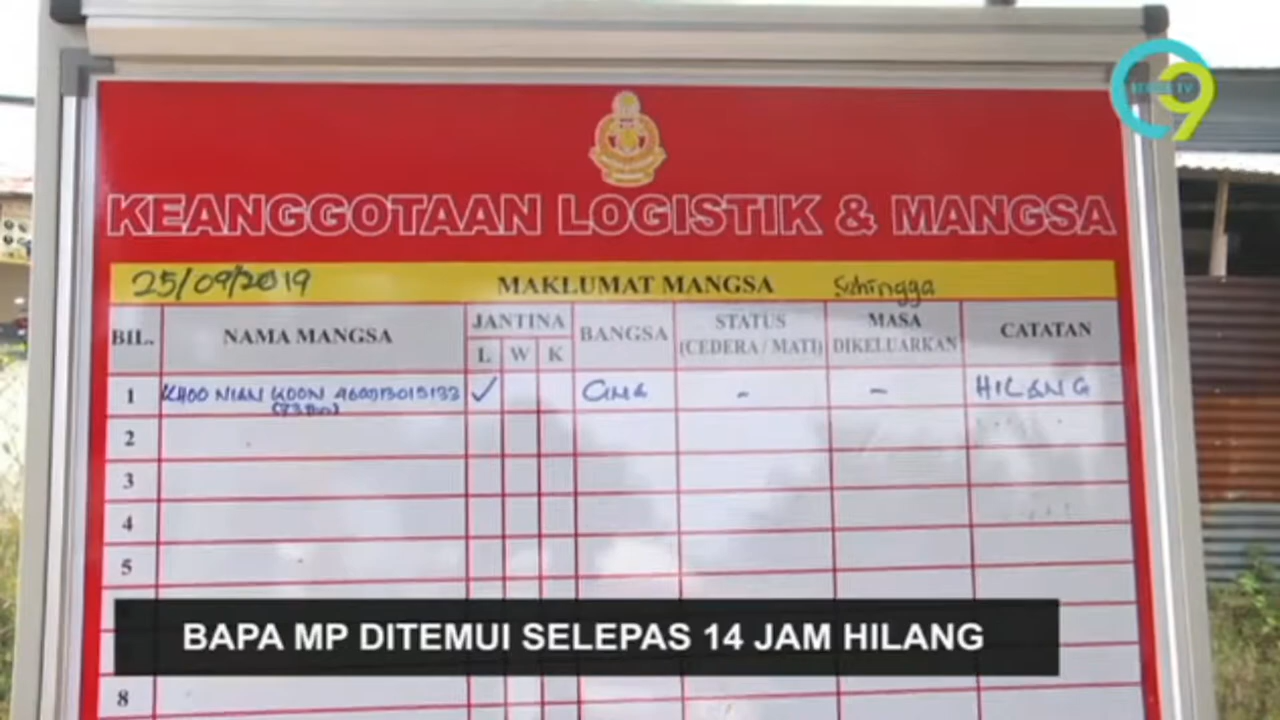 KEANGGOTAAN LOGISTIK & MANGSA
25/09/2019 MAKLUMAT MANGSA Sehingga
BIL. NAMA MANGSA JANTINA BANGSA STATUS (CEDERA / MATI) MASA DIKELUARKAN CATATAN
L W K
1 KHOO NIAN KOON ✓ CINA - - HILANG
2
3
4
5
BAPA MP DITEMUI SELEPAS 14 JAM HILANG
8